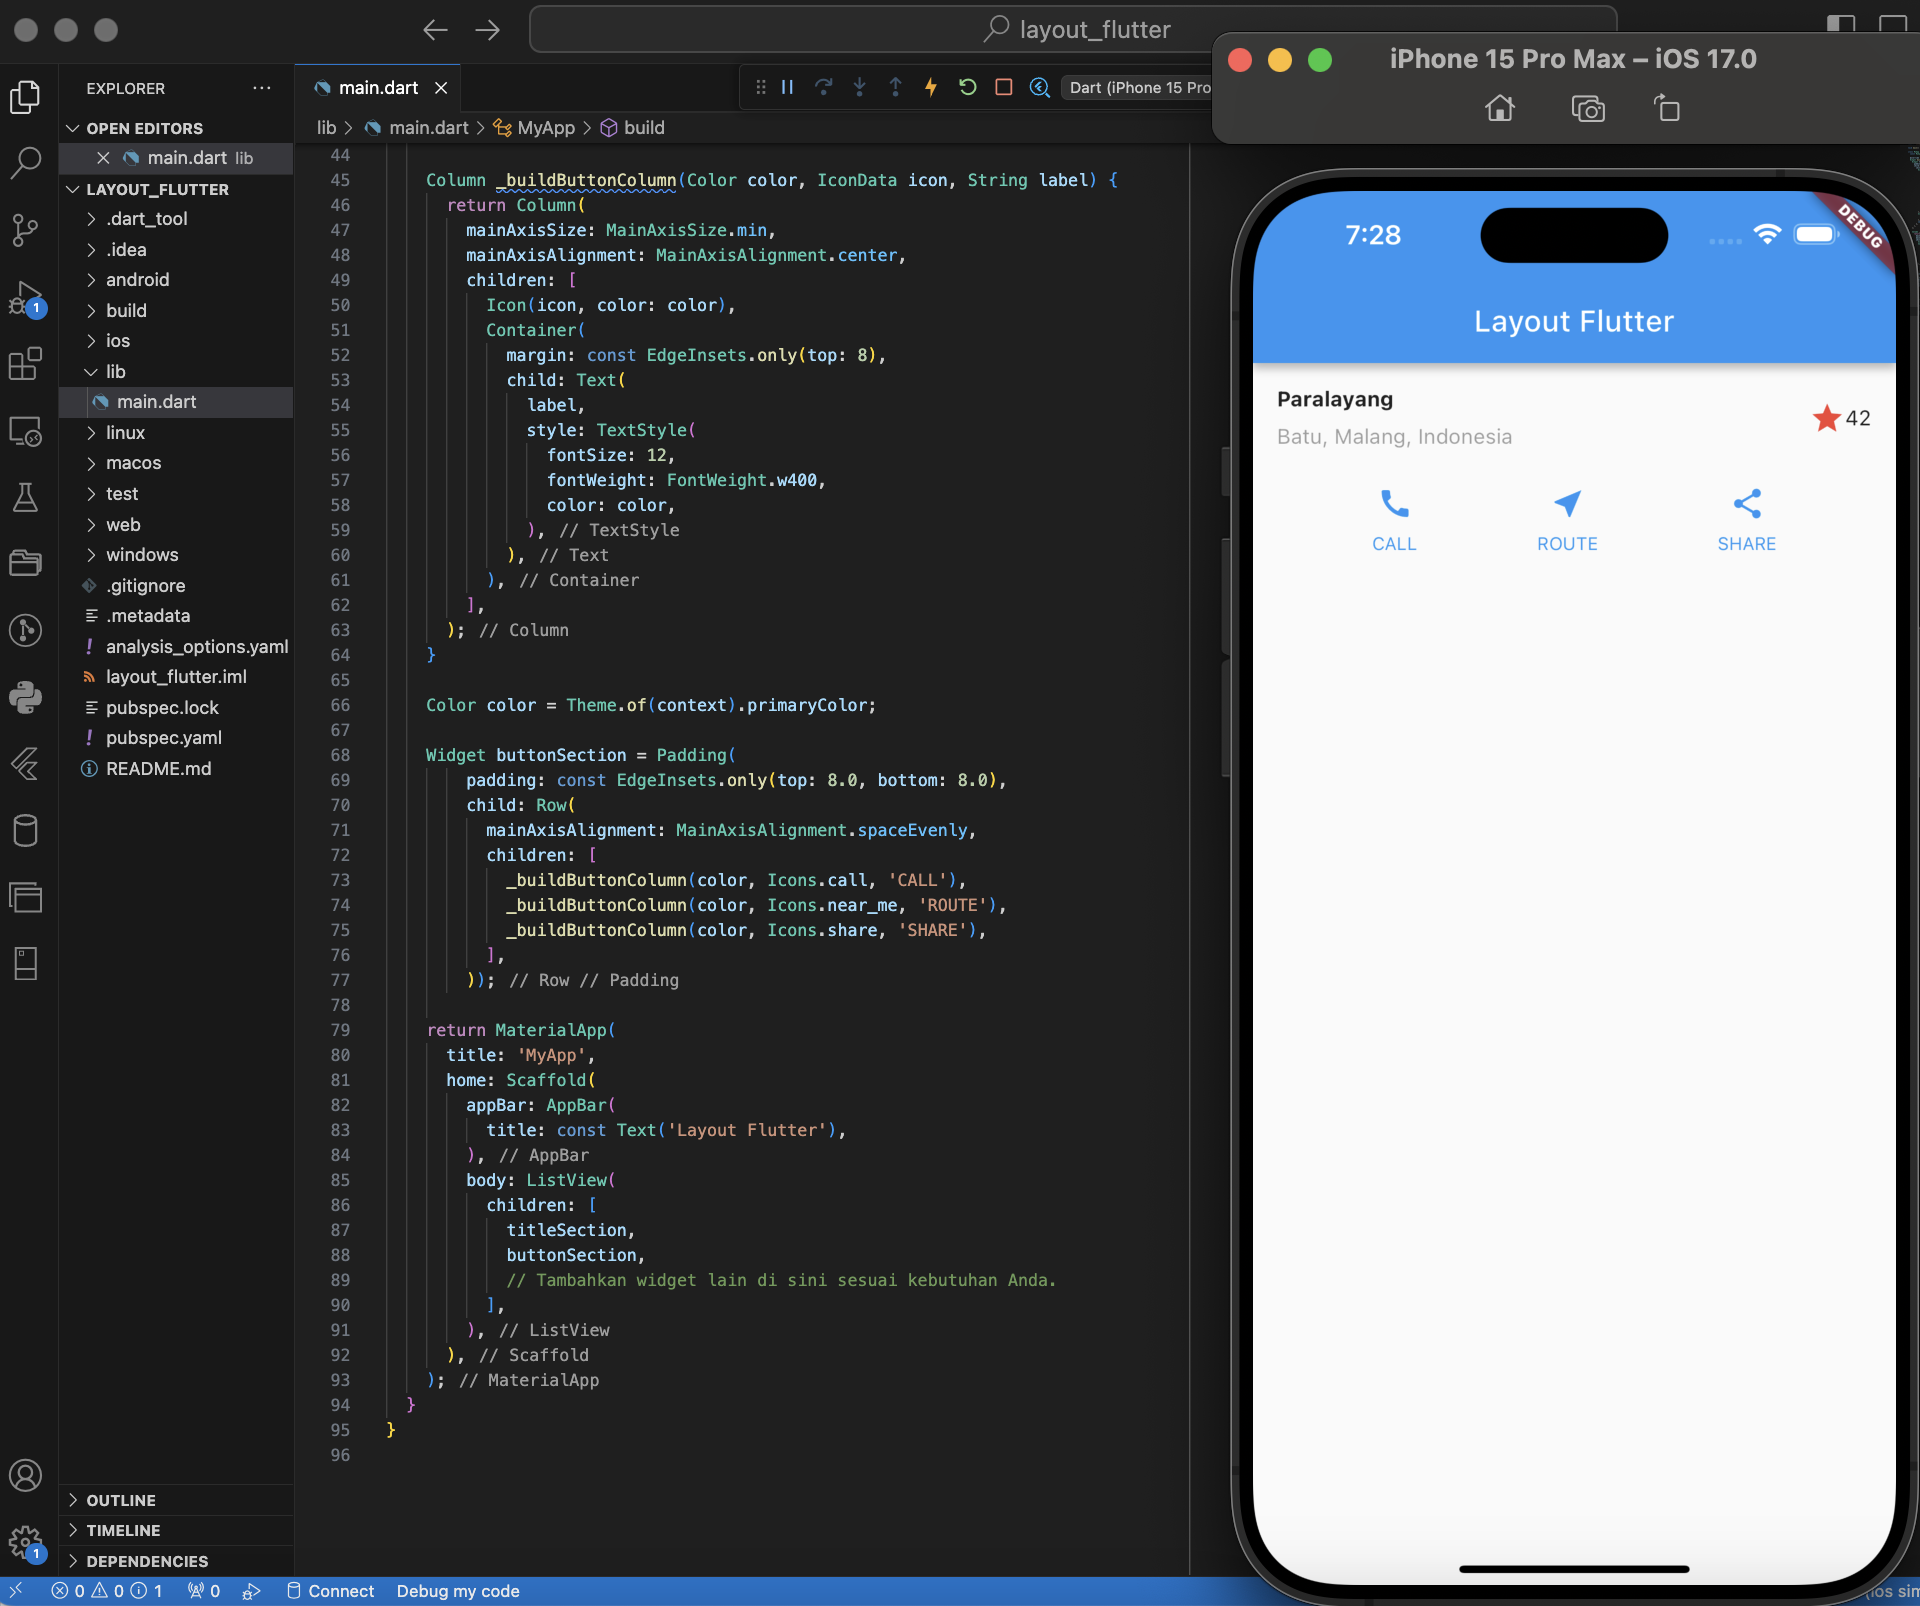 layout_flutter
EXPLORER
OPEN EDITORS
main.dart lib
LAYOUT_FLUTTER
.dart_tool
.idea
android
build
ios
lib
main.dart
linux
macos
test
web
windows
.gitignore
.metadata
analysis_options.yaml
layout_flutter.iml
pubspec.lock
pubspec.yaml
README.md
OUTLINE
TIMELINE
DEPENDENCIES
1
1
main.dart
Dart (iPhone 15 Pro
lib > main.dart > MyApp > build
44
45 Column _buildButtonColumn(Color color, IconData icon, String label) {
46 return Column(
47 mainAxisSize: MainAxisSize.min,
48 mainAxisAlignment: MainAxisAlignment.center,
49 children: [
50 Icon(icon, color: color),
51 Container(
52 margin: const EdgeInsets.only(top: 8),
53 child: Text(
54 label,
55 style: TextStyle(
56 fontSize: 12,
57 fontWeight: FontWeight.w400,
58 color: color,
59 ), // TextStyle
60 ), // Text
61 ), // Container
62 ],
63 ); // Column
64 }
65
66 Color color = Theme.of(context).primaryColor;
67
68 Widget buttonSection = Padding(
69 padding: const EdgeInsets.only(top: 8.0, bottom: 8.0),
70 child: Row(
71 mainAxisAlignment: MainAxisAlignment.spaceEvenly,
72 children: [
73 _buildButtonColumn(color, Icons.call, 'CALL'),
74 _buildButtonColumn(color, Icons.near_me, 'ROUTE'),
75 _buildButtonColumn(color, Icons.share, 'SHARE'),
76 ],
77 )); // Row // Padding
78
79 return MaterialApp(
80 title: 'MyApp',
81 home: Scaffold(
82 appBar: AppBar(
83 title: const Text('Layout Flutter'),
84 ), // AppBar
85 body: ListView(
86 children: [
87 titleSection,
88 buttonSection,
89 // Tambahkan widget lain di sini sesuai kebutuhan Anda.
90 ],
91 ), // ListView
92 ), // Scaffold
93 ); // MaterialApp
94 }
95 }
96
iPhone 15 Pro Max – iOS 17.0
7:28
DEBUG
Layout Flutter
Paralayang
Batu, Malang, Indonesia
42
CALL ROUTE SHARE
0 0 1 0 Connect Debug my code
(ios sim